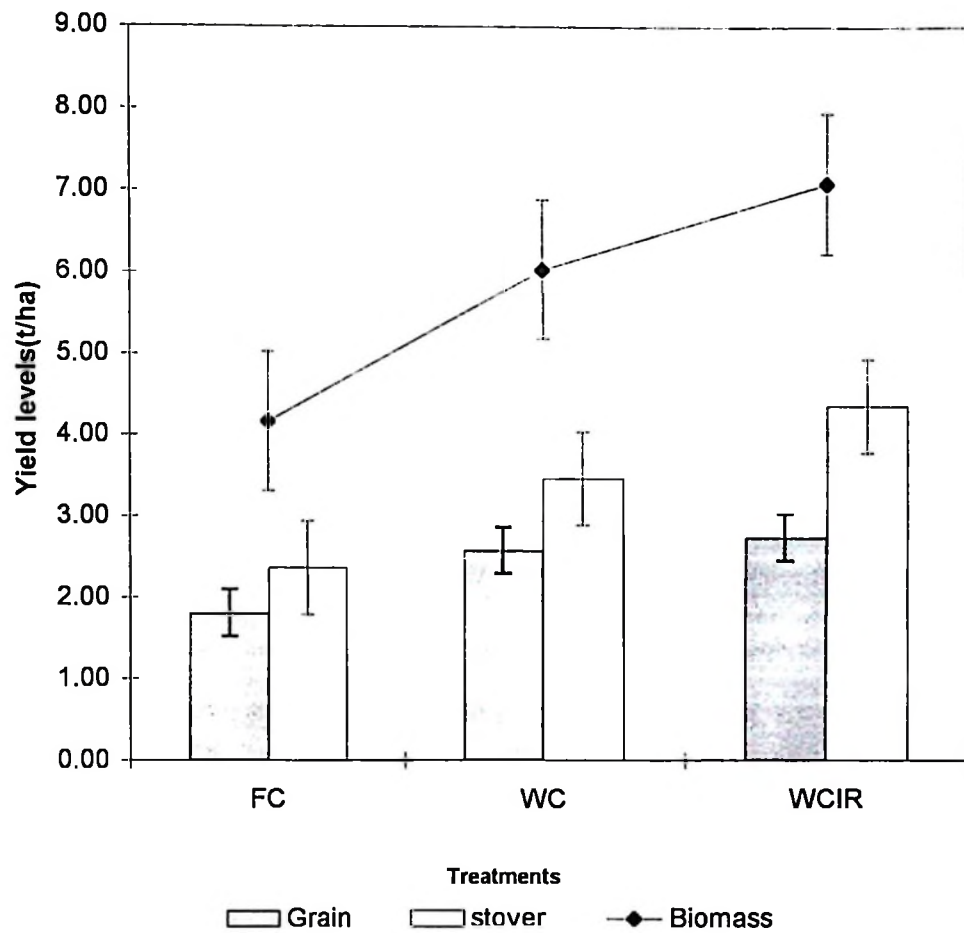 9.00
8.00
7.00
6.00
5.00
4.00
3.00
2.00
1.00
0.00
Yield levels(t/ha)
FC WC WCIR
Treatments
Grain stover Biomass